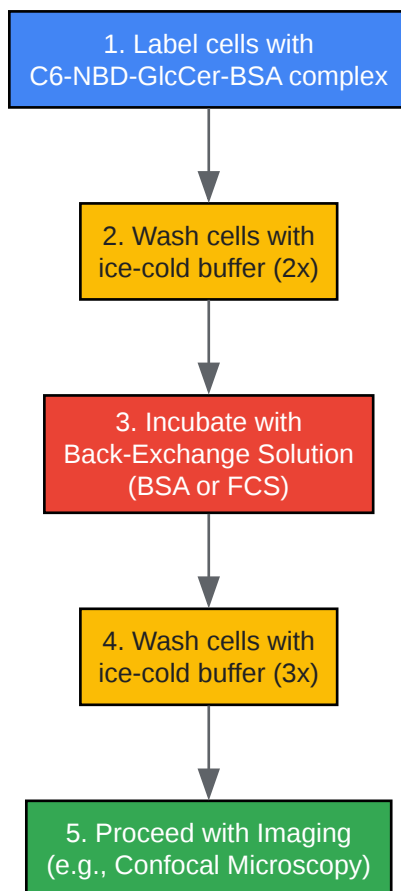 1. Label cells with
C6-NBD-GlcCer-BSA complex
2. Wash cells with
ice-cold buffer (2x)
3. Incubate with
Back-Exchange Solution
(BSA or FCS)
4. Wash cells with
ice-cold buffer (3x)
5. Proceed with Imaging
(e.g., Confocal Microscopy)